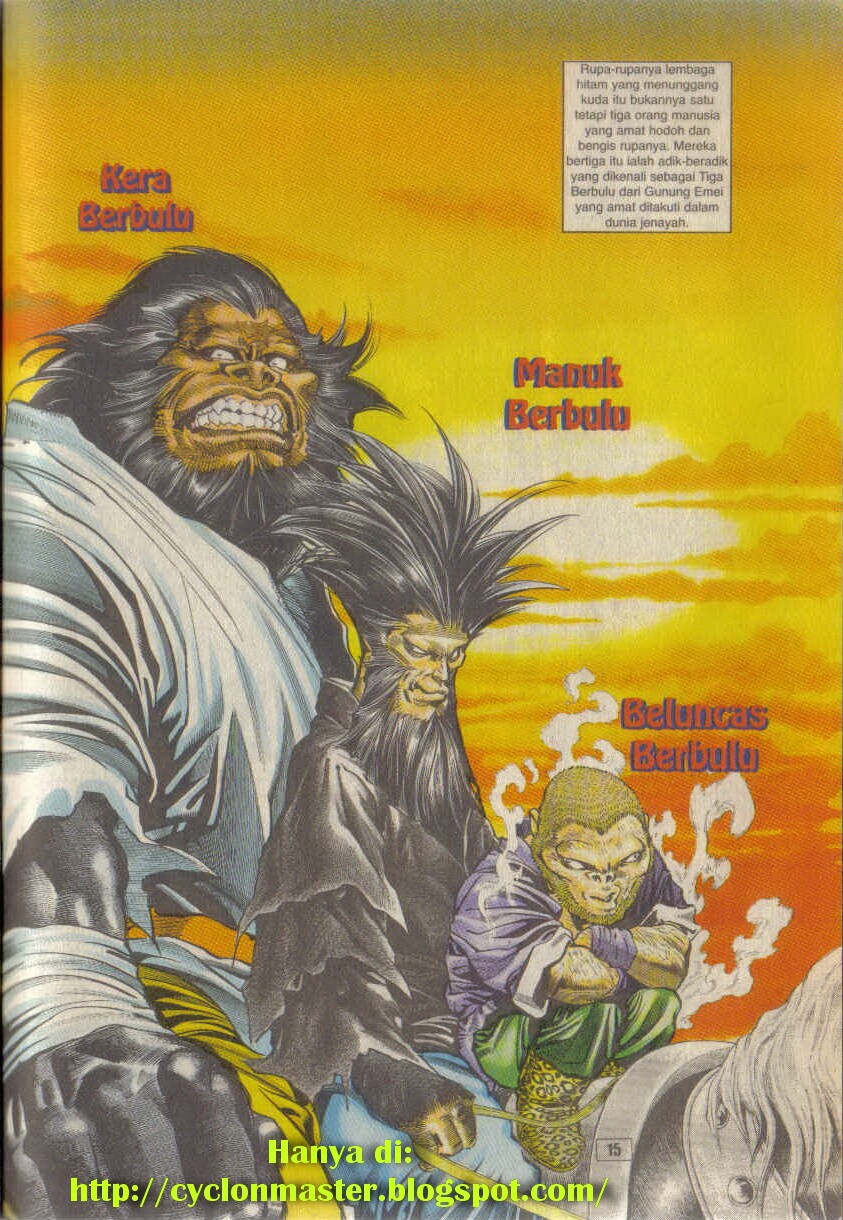 Rupa-rupanya lembaga
hitam yang menunggang
kuda itu bukannya satu
tetapi tiga orang manusia
yang amat hodoh dan
bengis rupanya. Mereka
bertiga itu ialah adik-beradik
yang dikenali sebagai Tiga
Berbulu dari Gunung Emei
yang amat ditakuti dalam
dunia jenayah.
Kera
Berbulu
Manuk
Berbulu
Beluncas
Berbulu
15
Hanya di:
http://cyclonmaster.blogspot.com/